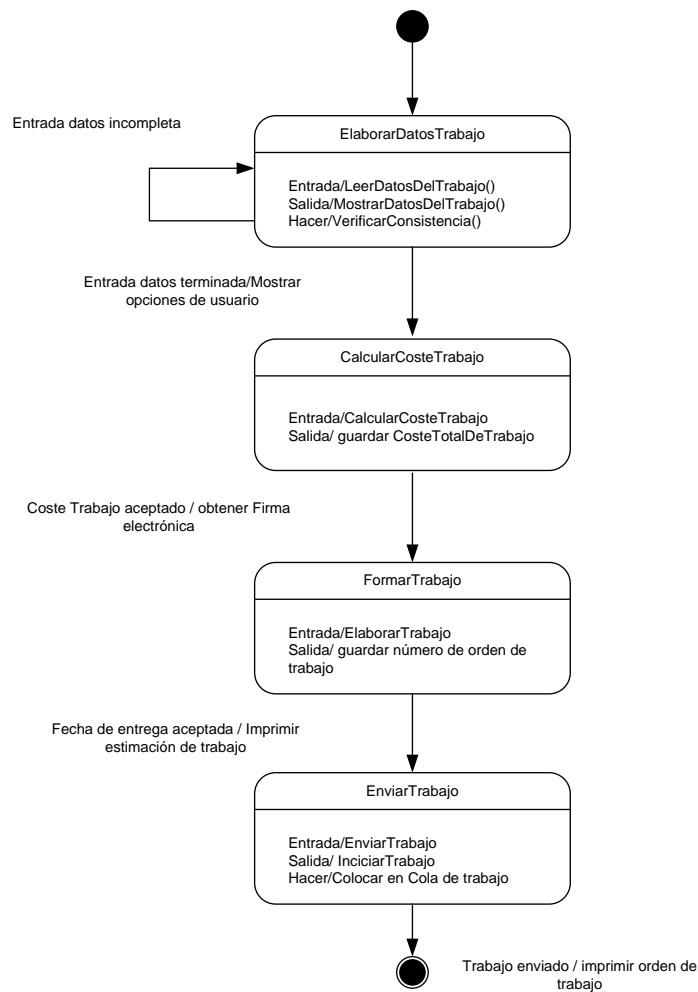 Entrada datos incompleta
ElaborarDatosTrabajo
Entrada/LeerDatosDelTrabajo()
Salida/MostrarDatosDelTrabajo()
Hacer/VerificarConsistencia()
Entrada datos terminada/Mostrar
opciones de usuario
CalcularCosteTrabajo
Entrada/CalcularCosteTrabajo
Salida/ guardar CosteTotalDeTrabajo
Coste Trabajo aceptado / obtener Firma
electrónica
FormarTrabajo
Entrada/ElaborarTrabajo
Salida/ guardar número de orden de
trabajo
Fecha de entrega aceptada / Imprimir
estimación de trabajo
EnviarTrabajo
Entrada/EnviarTrabajo
Salida/ InciciarTrabajo
Hacer/Colocar en Cola de trabajo
Trabajo enviado / imprimir orden de
trabajo